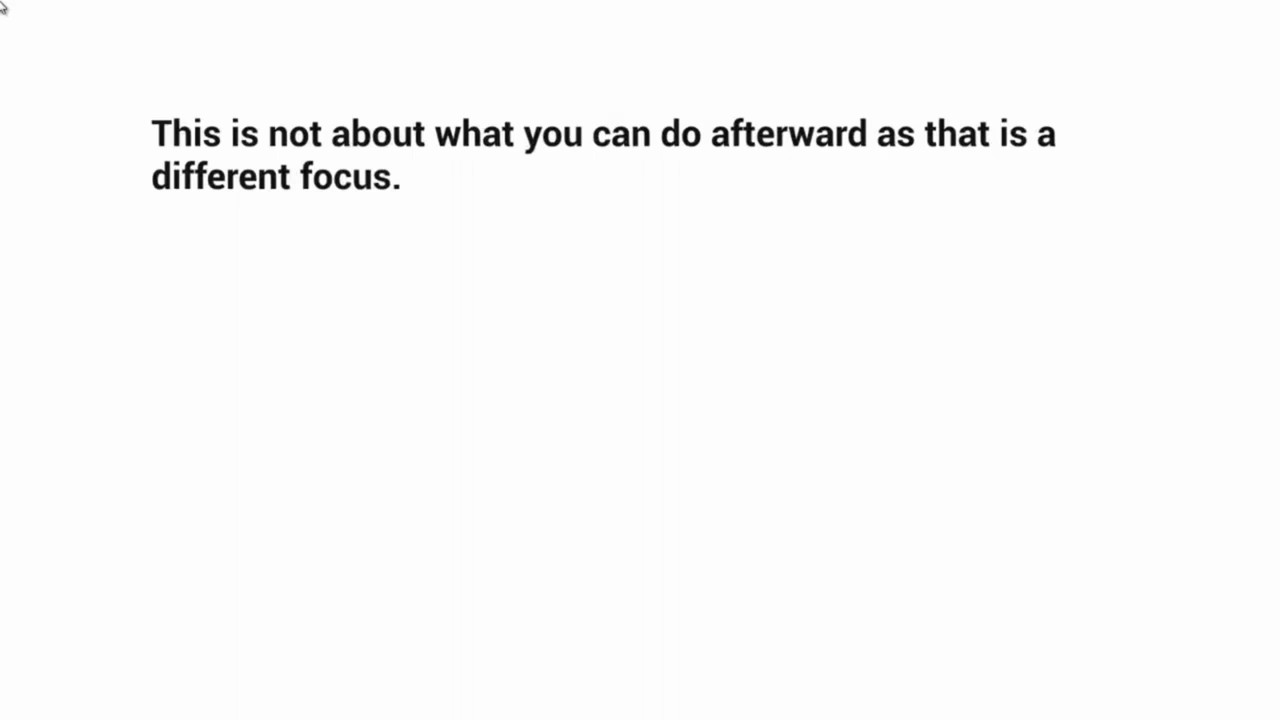 This is not about what you can do afterward as that is a
different focus.